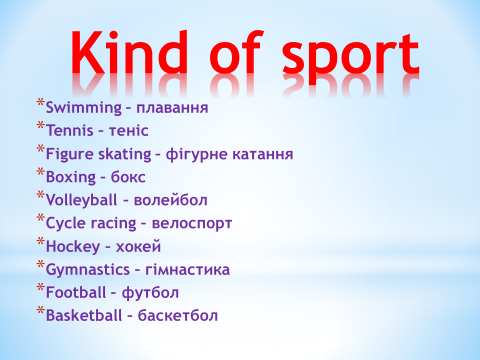 Kind of sport
*Swimming – плавання
*Tennis – теніс
*Figure skating – фігурне катання
*Boxing – бокс
*Volleyball – волейбол
*Cycle racing – велоспорт
*Hockey – хокей
*Gymnastics – гімнастика
*Football – футбол
*Basketball – баскетбол